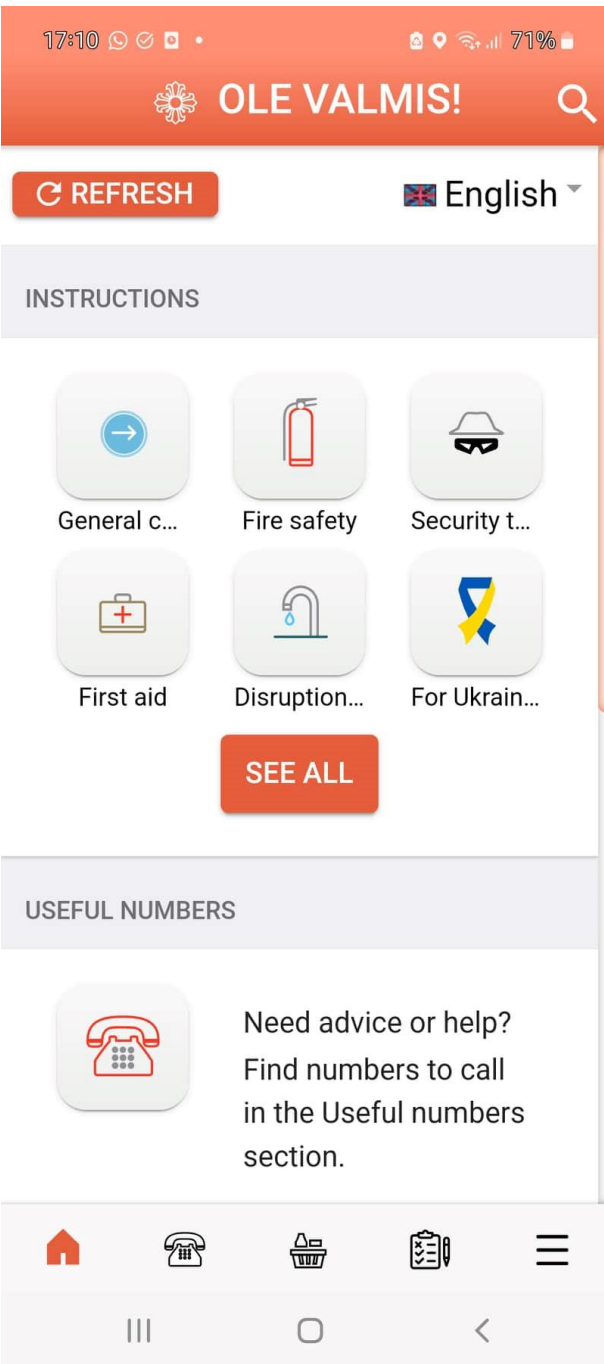 17:10 71%
OLE VALMIS!
REFRESH English
INSTRUCTIONS
General c... Fire safety Security t...
First aid Disruption... For Ukrain...
SEE ALL
USEFUL NUMBERS
Need advice or help?
Find numbers to call
in the Useful numbers
section.